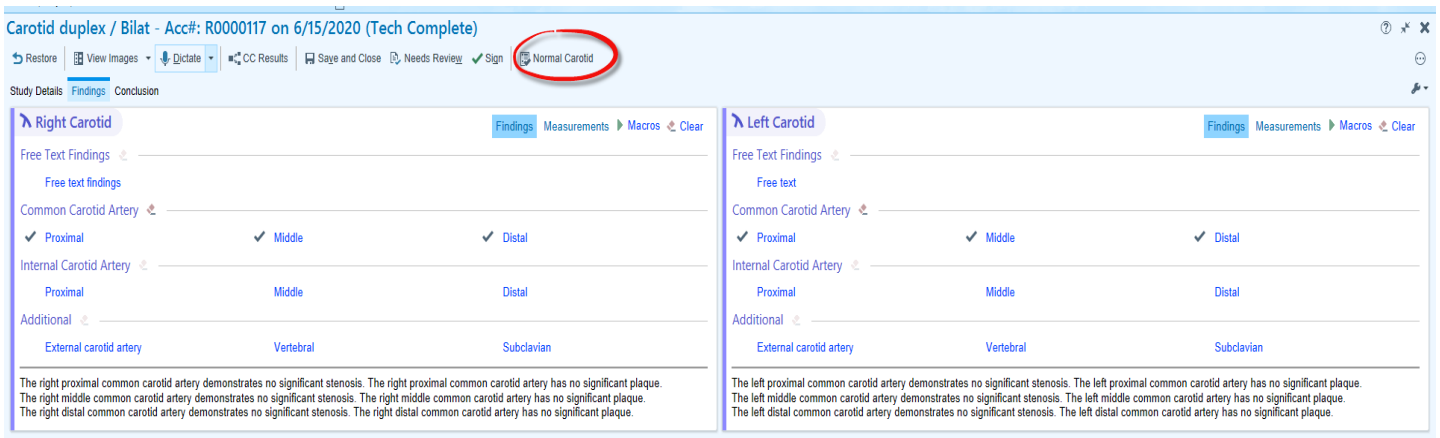 Carotid duplex / Bilat - Acc#: R0000117 on 6/15/2020 (Tech Complete)
Restore View Images Dictate CC Results Save and Close Needs Review Sign Normal Carotid
Study Details Findings Conclusion
Right Carotid Findings Measurements Macros Clear
Free Text Findings
Free text findings
Common Carotid Artery
Proximal Middle Distal
Internal Carotid Artery
Proximal Middle Distal
Additional
External carotid artery Vertebral Subclavian
The right proximal common carotid artery demonstrates no significant stenosis. The right proximal common carotid artery has no significant plaque.
The right middle common carotid artery demonstrates no significant stenosis. The right middle common carotid artery has no significant plaque.
The right distal common carotid artery demonstrates no significant stenosis. The right distal common carotid artery has no significant plaque.
Left Carotid Findings Measurements Macros Clear
Free Text Findings
Free text
Common Carotid Artery
Proximal Middle Distal
Internal Carotid Artery
Proximal Middle Distal
Additional
External carotid artery Vertebral Subclavian
The left proximal common carotid artery demonstrates no significant stenosis. The left proximal common carotid artery has no significant plaque.
The left middle common carotid artery demonstrates no significant stenosis. The left middle common carotid artery has no significant plaque.
The left distal common carotid artery demonstrates no significant stenosis. The left distal common carotid artery has no significant plaque.